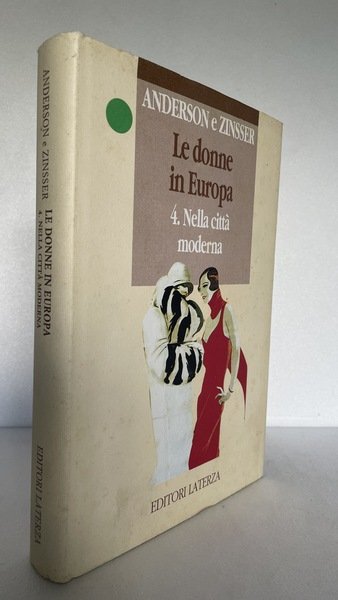 ANDERSON e ZINSSER
Le donne
in Europa
4. Nella città
moderna
EDITORI LATERZA
ANDERSON e ZINSSER
LE DONNE IN EUROPA
4. NELLA CITTÀ MODERNA
EDITORI LATERZA